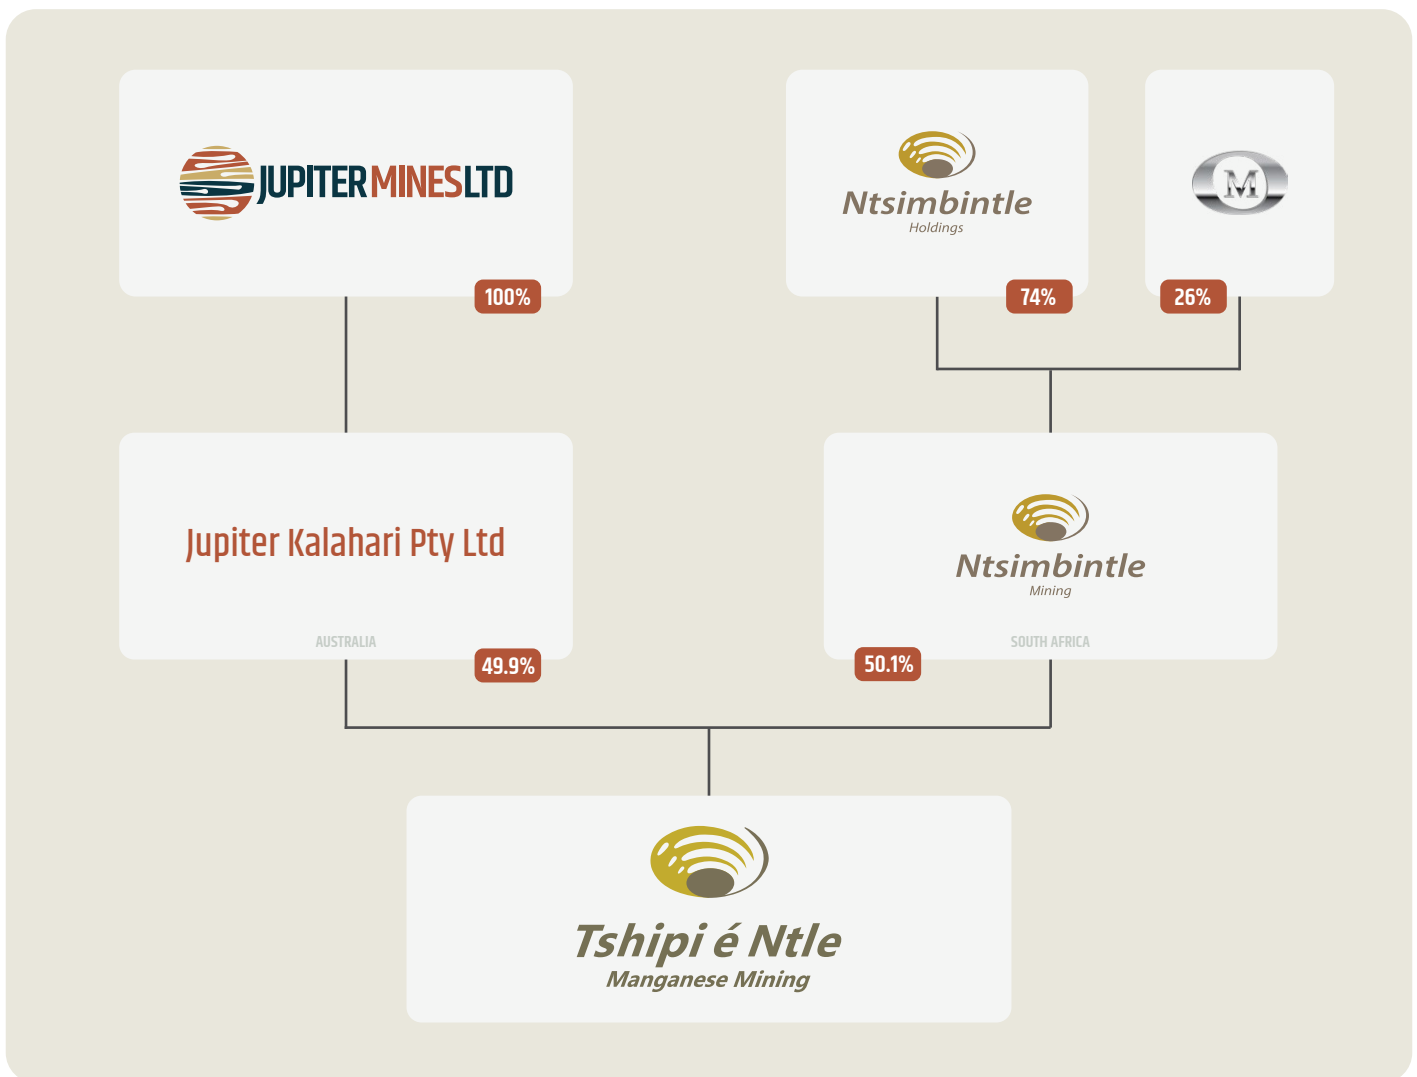 JUPITER MINES LTD
100%
Ntsimbintle
Holdings
74%
M
26%
Jupiter Kalahari Pty Ltd
AUSTRALIA
49.9%
Ntsimbintle
Mining
SOUTH AFRICA
50.1%
Tshipi é Ntle
Manganese Mining